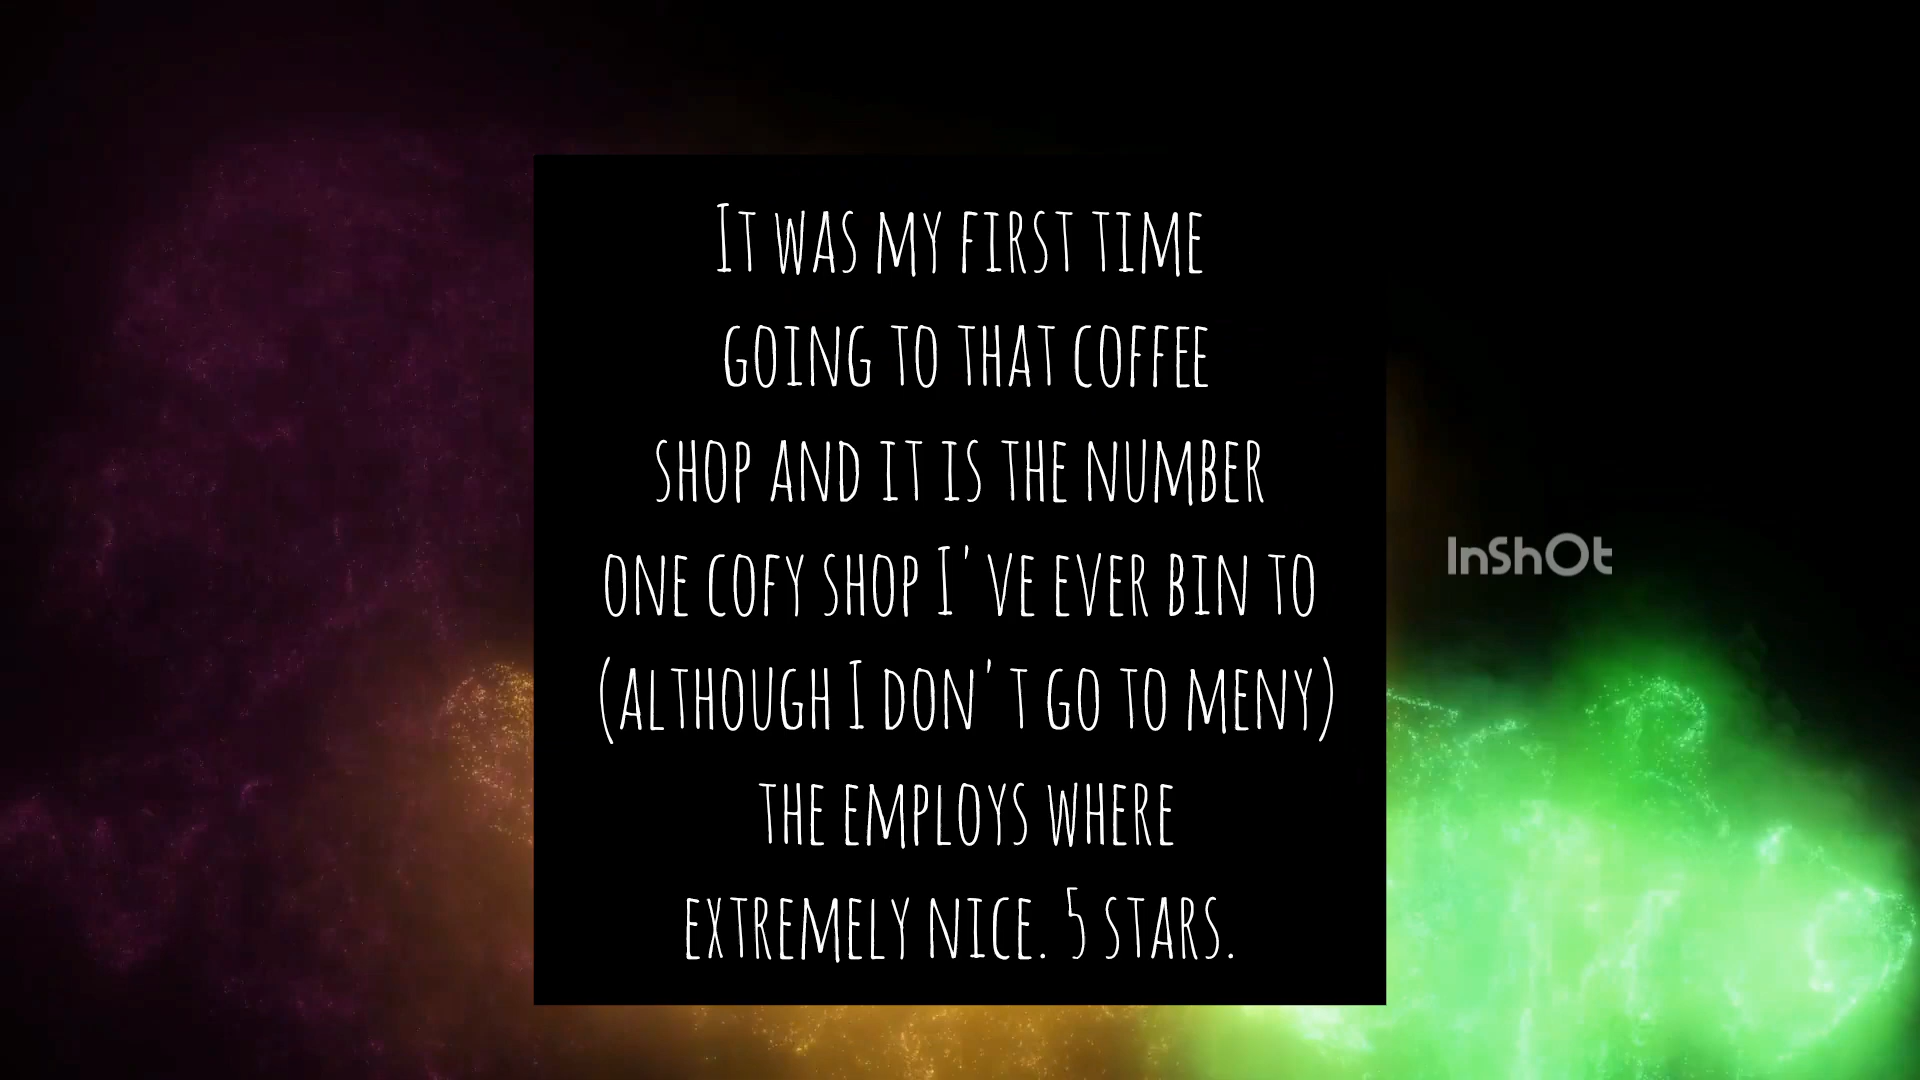 It was my first time
going to that coffee
shop and it is the number
one cofy shop I've ever bin to
(although I don't go to meny)
the employs where
extremely nice. 5 stars.
InShOt